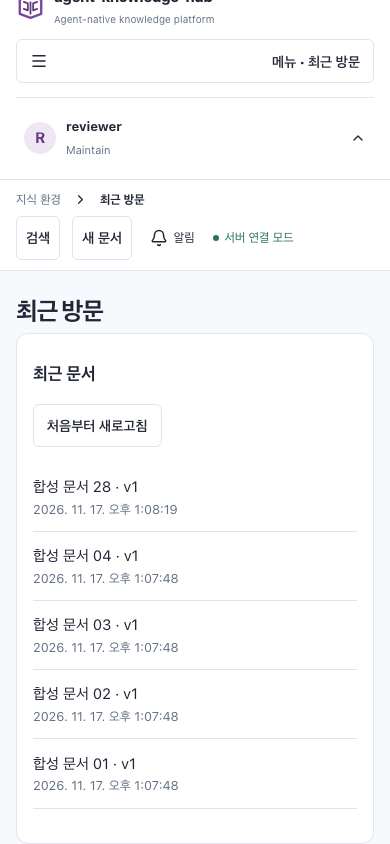 agent-knowledge-hub
Agent-native knowledge platform
메뉴 · 최근 방문
R
reviewer
Maintain
지식 환경 > 최근 방문
검색
새 문서
알림
서버 연결 모드
최근 방문
최근 문서
처음부터 새로고침
합성 문서 28 · v1
2026. 11. 17. 오후 1:08:19
합성 문서 04 · v1
2026. 11. 17. 오후 1:07:48
합성 문서 03 · v1
2026. 11. 17. 오후 1:07:48
합성 문서 02 · v1
2026. 11. 17. 오후 1:07:48
합성 문서 01 · v1
2026. 11. 17. 오후 1:07:48